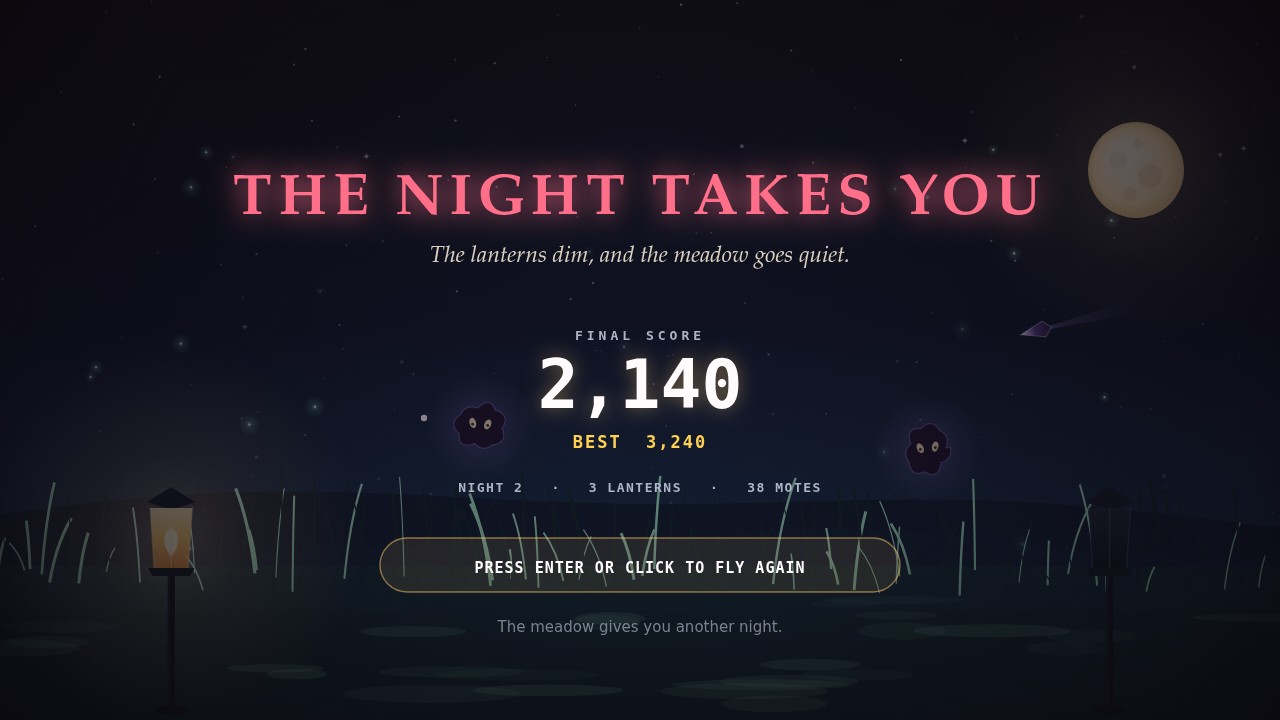 THE NIGHT TAKES YOU
The lanterns dim, and the meadow goes quiet.
FINAL SCORE
2,140
BEST 3,240
NIGHT 2 · 3 LANTERNS · 38 MOTES
PRESS ENTER OR CLICK TO FLY AGAIN
The meadow gives you another night.